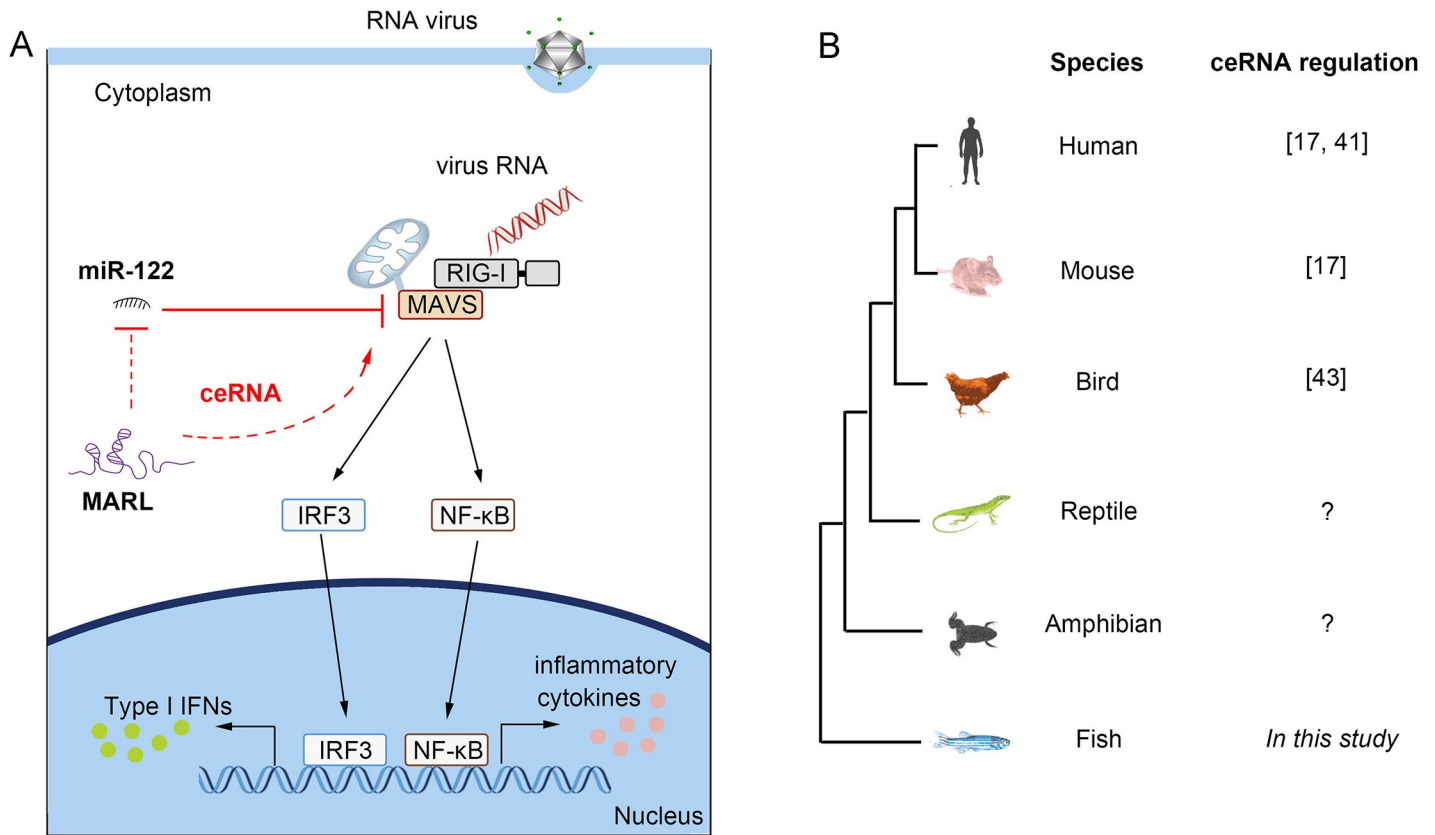 A
RNA virus
Cytoplasm
virus RNA
miR-122
RIG-I
MAVS
ceRNA
MARL
IRF3
NF-κB
inflammatory
cytokines
Type I IFNs
IRF3
NF-κB
Nucleus
B
Species ceRNA regulation
Human [17, 41]
Mouse [17]
Bird [43]
Reptile ?
Amphibian ?
Fish In this study